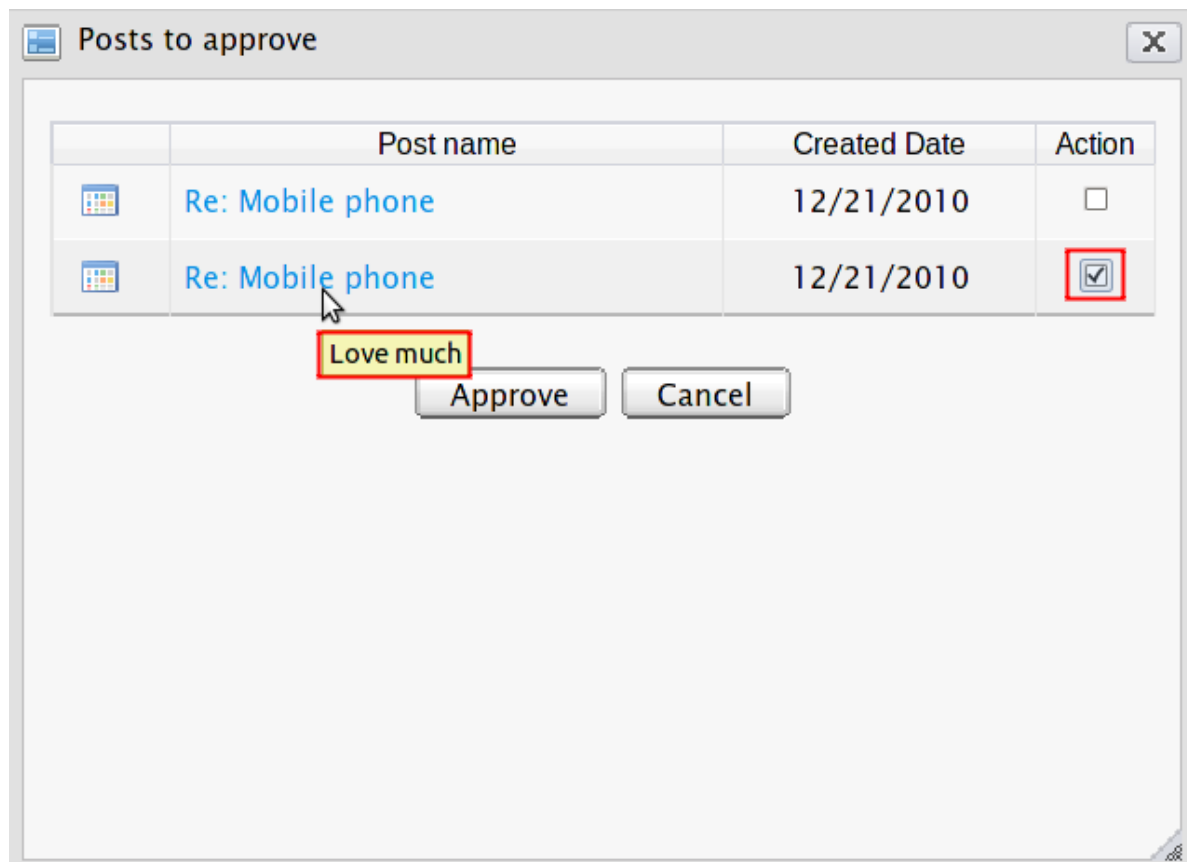 Posts to approve
Post name Created Date Action
Re: Mobile phone 12/21/2010
Re: Mobile phone 12/21/2010
Love much
Approve Cancel